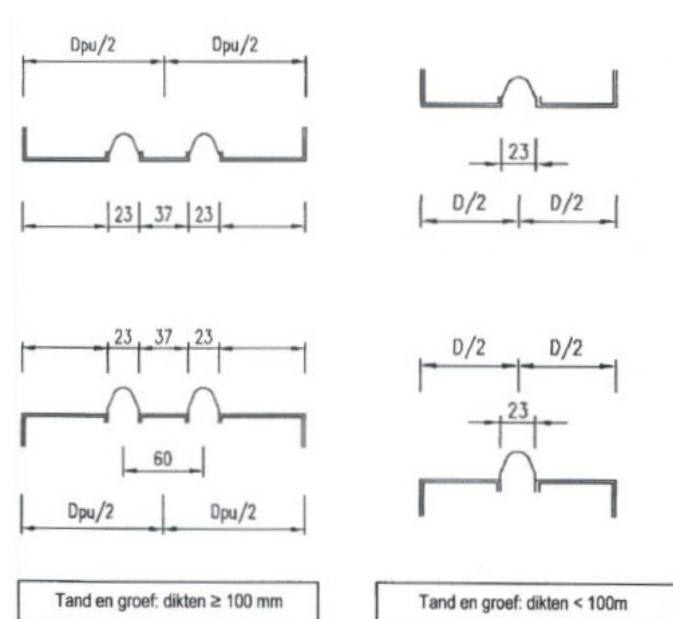 Dpu/2 Dpu/2
23 37 23
23
D/2 D/2
23 37 23
60
Dpu/2 Dpu/2
D/2 D/2
23
Tand en groef: dikten ≥ 100 mm
Tand en groef: dikten < 100m